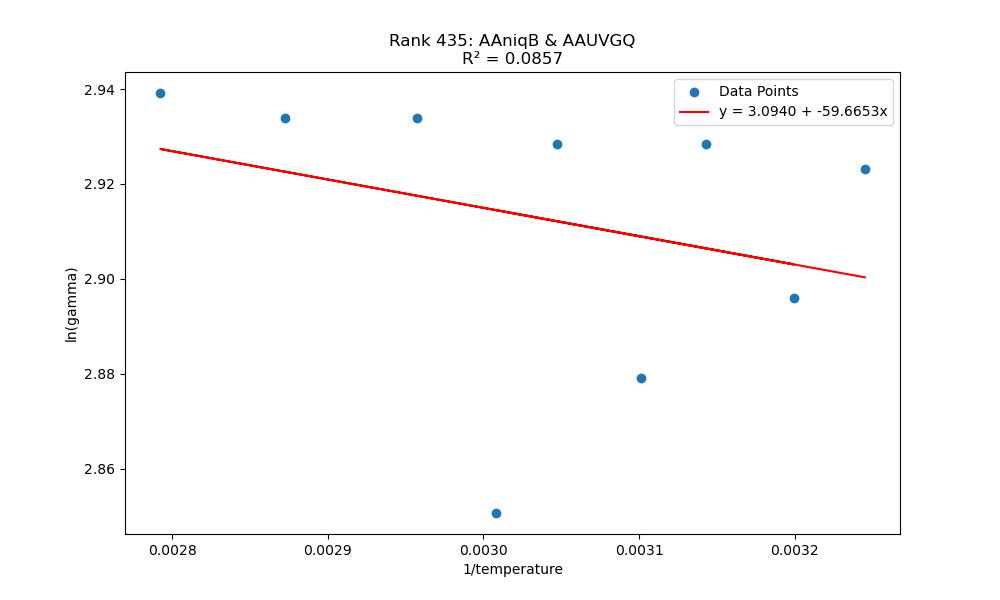 Rank 435: AAniqB & AAUVGQ
R² = 0.0857
Data Points
y = 3.0940 + -59.6653x
ln(gamma)
2.94
2.92
2.90
2.88
2.86
0.0028
0.0029
0.0030
0.0031
0.0032
1/temperature